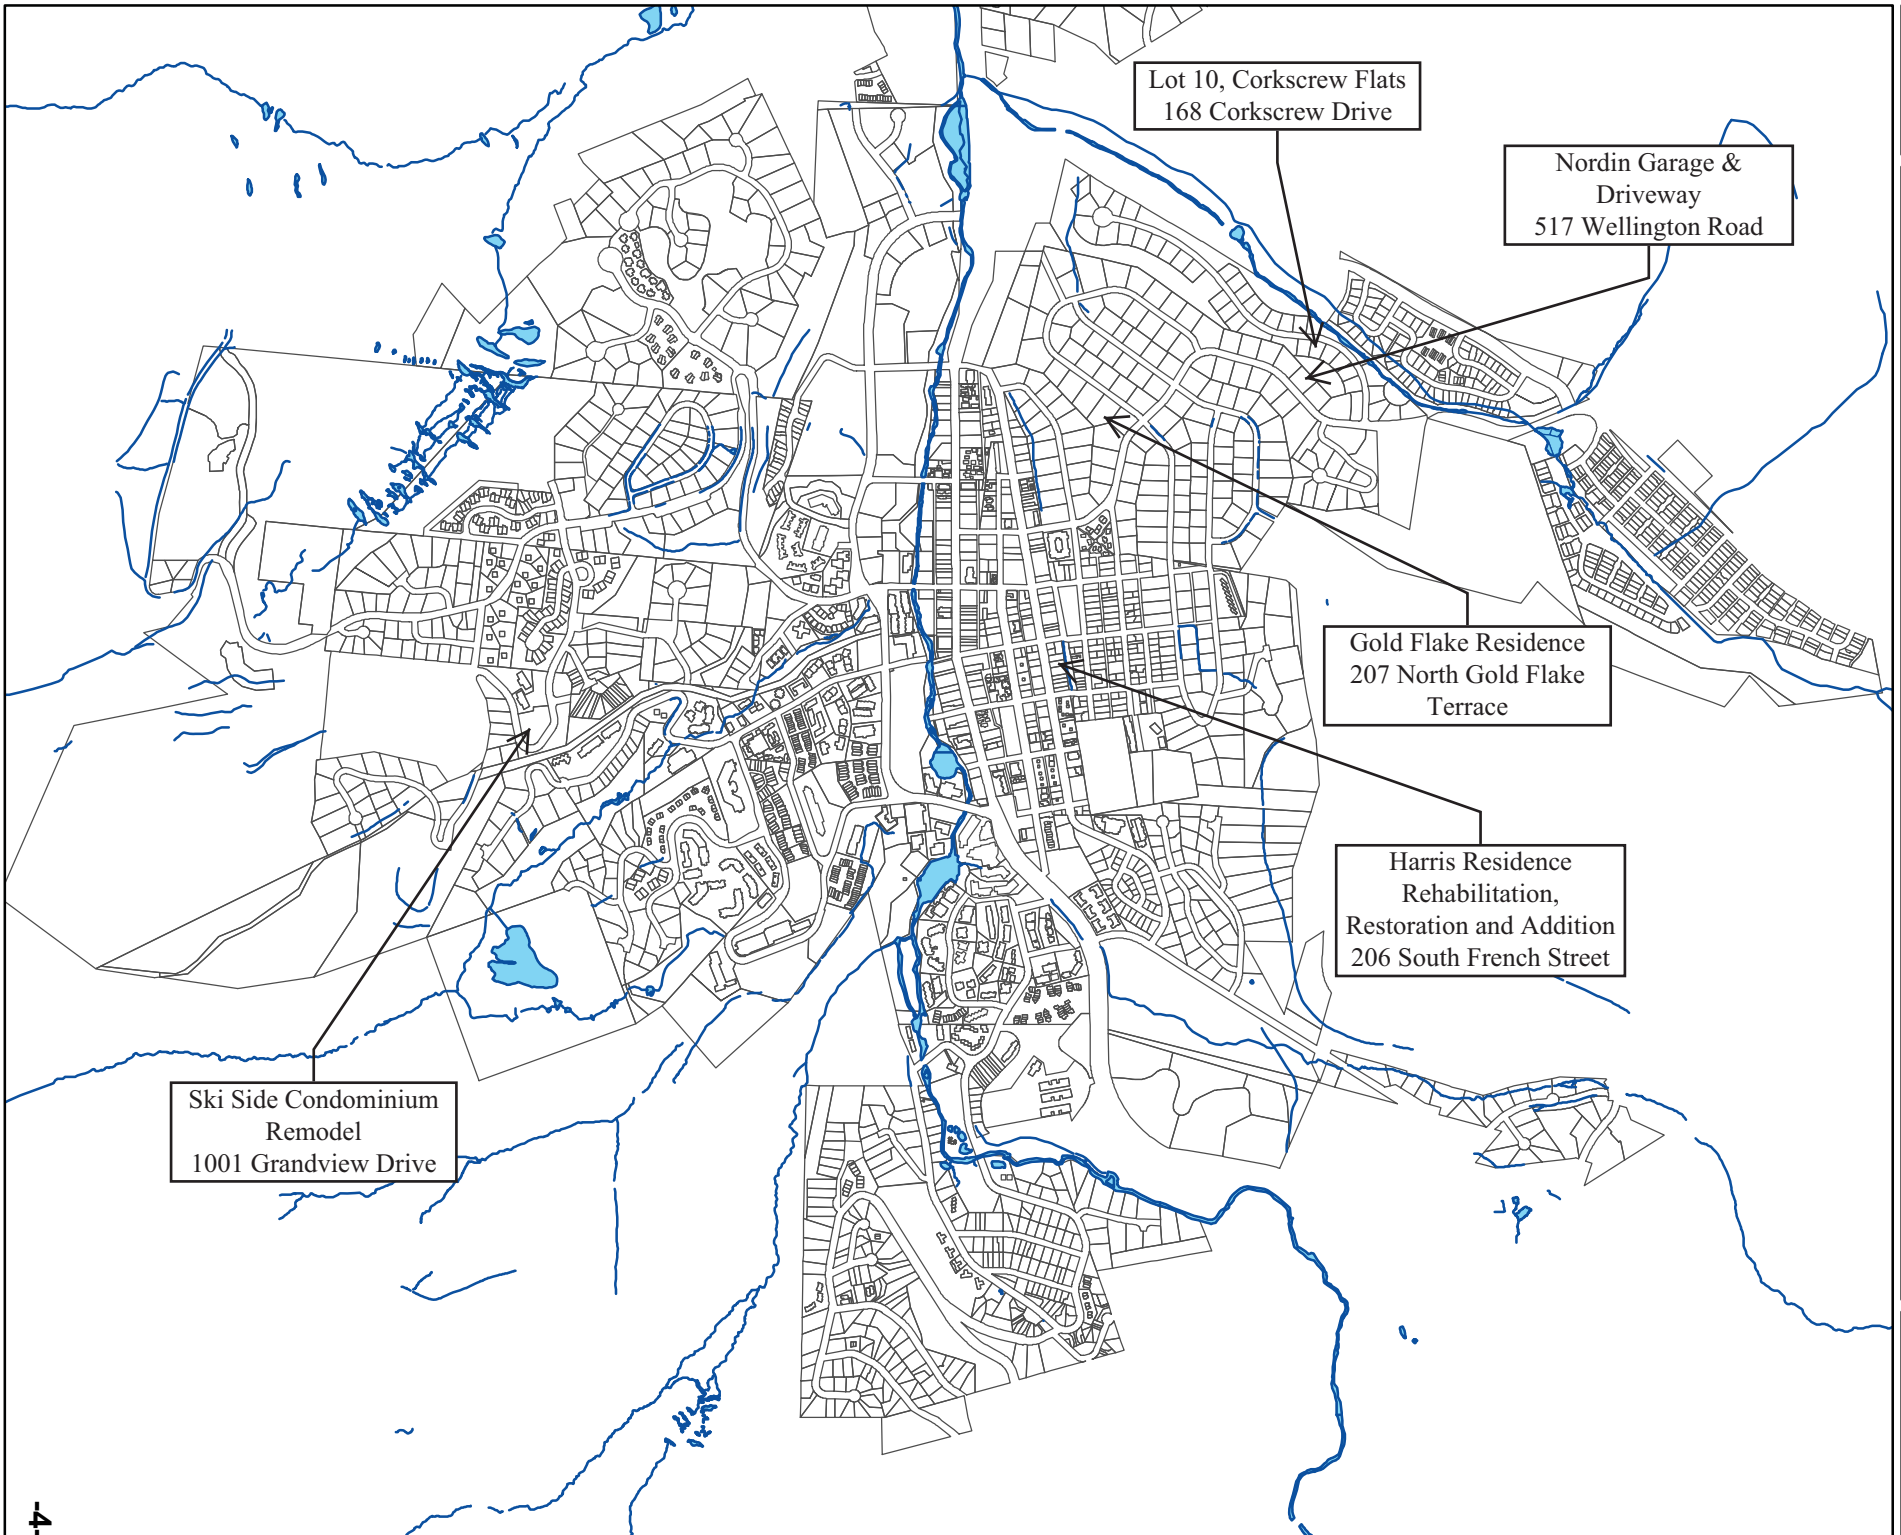 Lot 10, Corkscrew Flats
168 Corkscrew Drive
Nordin Garage &
Driveway
517 Wellington Road
Gold Flake Residence
207 North Gold Flake
Terrace
Harris Residence
Rehabilitation,
Restoration and Addition
206 South French Street
Ski Side Condominium
Remodel
1001 Grandview Drive
-4-